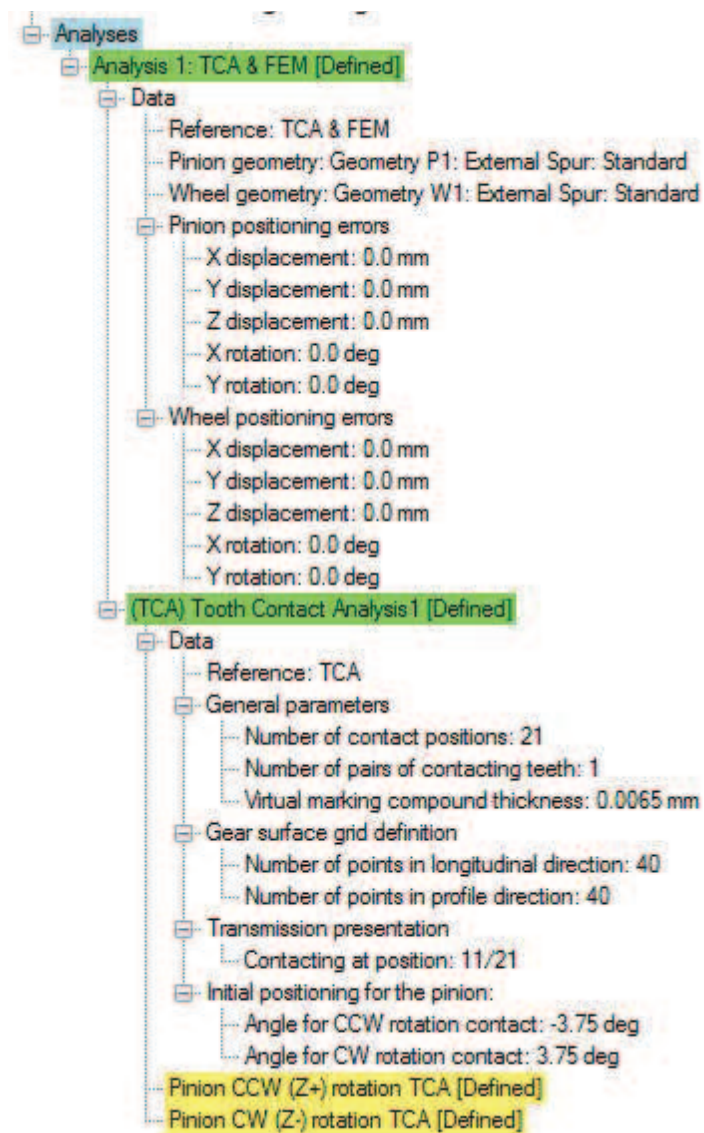 Analyses
Analysis 1: TCA & FEM [Defined]
Data
Reference: TCA & FEM
Pinion geometry: Geometry P1: External Spur: Standard
Wheel geometry: Geometry W1: External Spur: Standard
Pinion positioning errors
X displacement: 0.0 mm
Y displacement: 0.0 mm
Z displacement: 0.0 mm
X rotation: 0.0 deg
Y rotation: 0.0 deg
Wheel positioning errors
X displacement: 0.0 mm
Y displacement: 0.0 mm
Z displacement: 0.0 mm
X rotation: 0.0 deg
Y rotation: 0.0 deg
(TCA) Tooth Contact Analysis1 [Defined]
Data
Reference: TCA
General parameters
Number of contact positions: 21
Number of pairs of contacting teeth: 1
Virtual marking compound thickness: 0.0065 mm
Gear surface grid definition
Number of points in longitudinal direction: 40
Number of points in profile direction: 40
Transmission presentation
Contacting at position: 11/21
Initial positioning for the pinion:
Angle for CCW rotation contact: -3.75 deg
Angle for CW rotation contact: 3.75 deg
Pinion CCW (Z+) rotation TCA [Defined]
Pinion CW (Z-) rotation TCA [Defined]